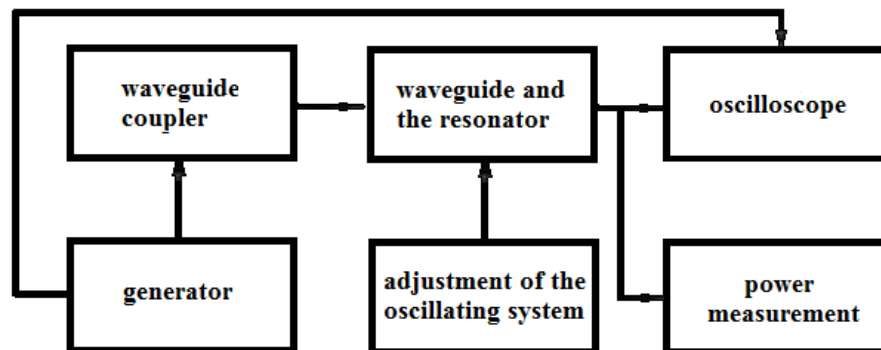 waveguide
coupler
waveguide and
the resonator
oscilloscope
generator
adjustment of the
oscillating system
power
measurement